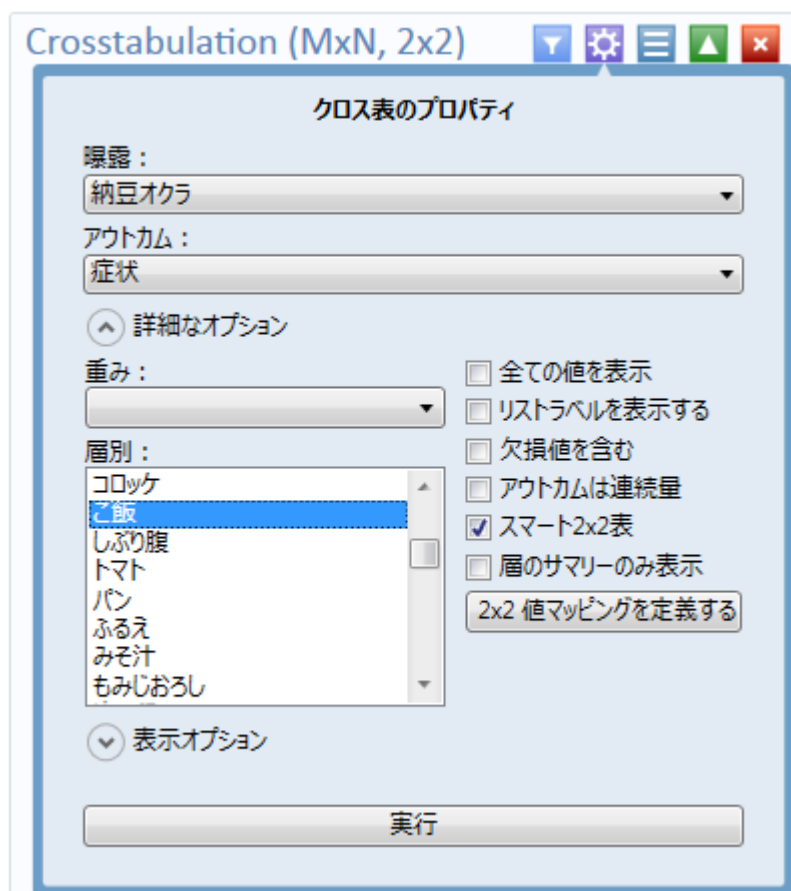 Crosstabulation (MxN, 2x2)
クロス表のプロパティ
曝露：
納豆オクラ
アウトカム：
症状
詳細なオプション
重み：
全ての値を表示
リストラベルを表示する
層別：
欠損値を含む
コロッケ
アウトカムは連続量
ご飯
スマート2x2表
しぶり腹
トマト
層のサマリーのみ表示
パン
2x2 値マッピングを定義する
ふるえ
みそ汁
もみじおろし
表示オプション
実行